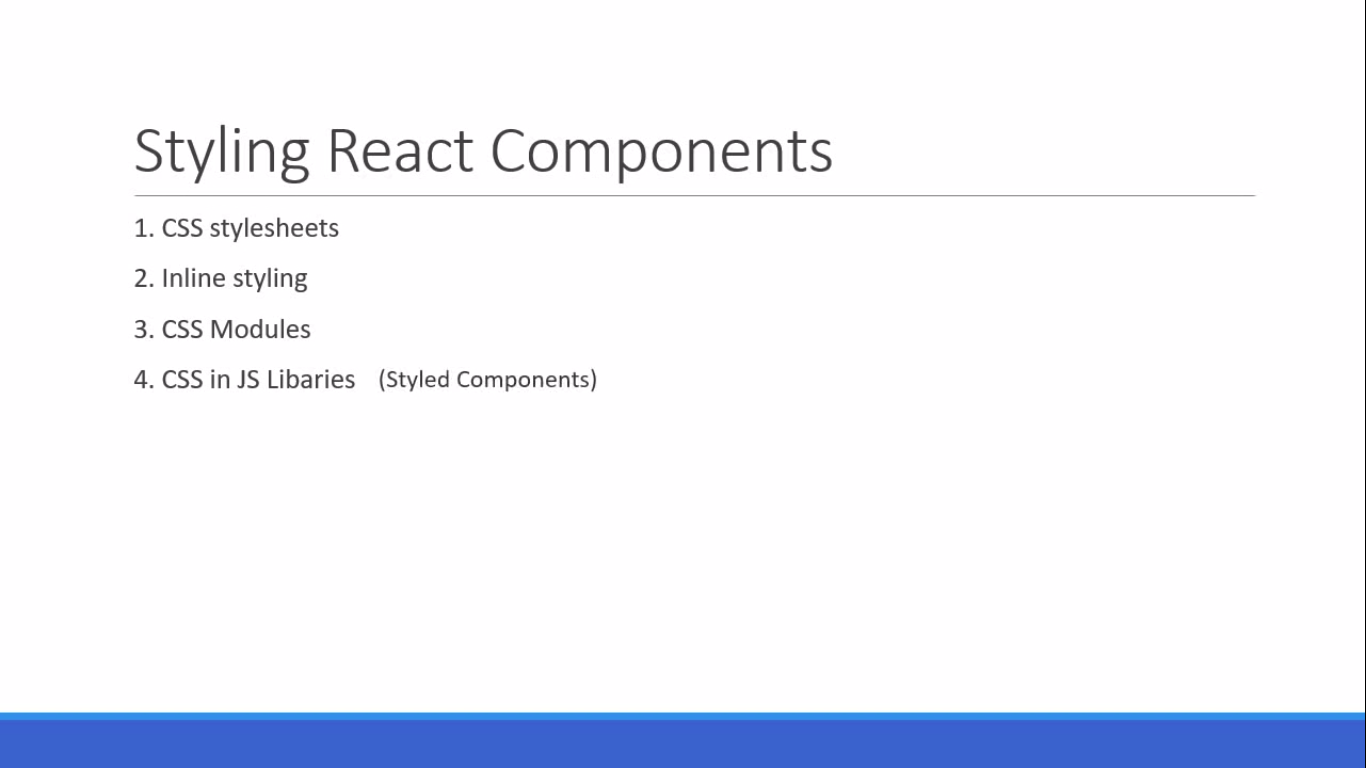 Styling React Components
1. CSS stylesheets
2. Inline styling
3. CSS Modules
4. CSS in JS Libaries (Styled Components)